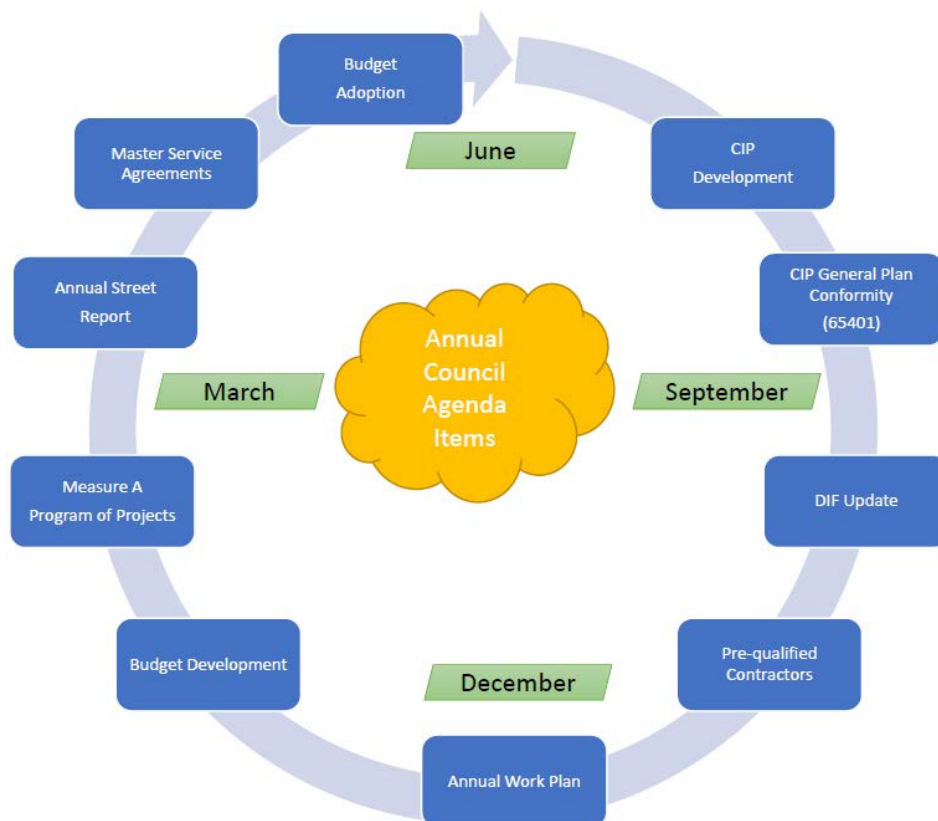 Budget
Adoption
June
CIP
Development
Master Service
Agreements
CIP General Plan
Conformity
(65401)
Annual Street
Report
Annual
Council
Agenda
Items
March
September
Measure A
Program of Projects
DIF Update
Budget Development
Pre-qualified
Contractors
December
Annual Work Plan